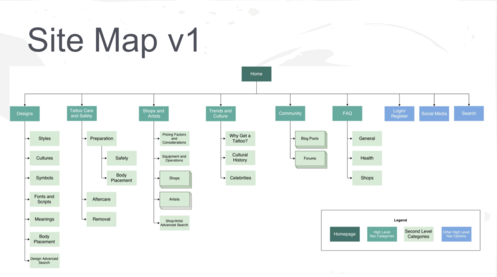 Site Map v1
Home
Designs
Tattoo Care
and Safety
Shops and
Artists
Trends and
Culture
Community
FAQ
Login/
Register
Social Media
Search
Styles
Cultures
Symbols
Fonts and
Scripts
Meanings
Body
Placement
Design Advanced
Search
Preparation
Safety
Body
Placement
Aftercare
Removal
Pricing Factors
and
Considerations
Equipment and
Operations
Shops
Artists
Shop/Artist
Advanced Search
Why Get a
Tattoo?
Cultural
History
Celebrities
Blog Posts
Forums
General
Health
Shops
Legend
Homepage
High Level
Nav Categories
Second Level
Categories
Other High Level
Nav Options